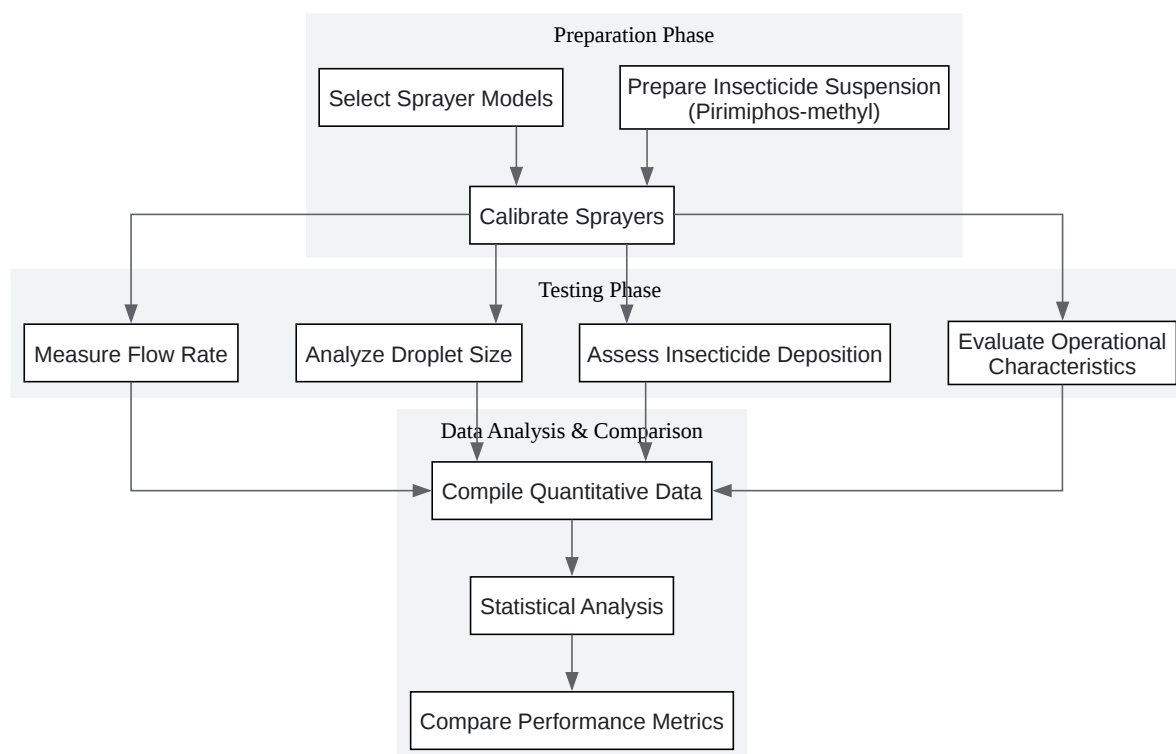 Preparation Phase
Select Sprayer Models
Prepare Insecticide Suspension
(Pirimiphos-methyl)
Calibrate Sprayers
Testing Phase
Measure Flow Rate
Analyze Droplet Size
Assess Insecticide Deposition
Evaluate Operational
Characteristics
Data Analysis & Comparison
Compile Quantitative Data
Statistical Analysis
Compare Performance Metrics